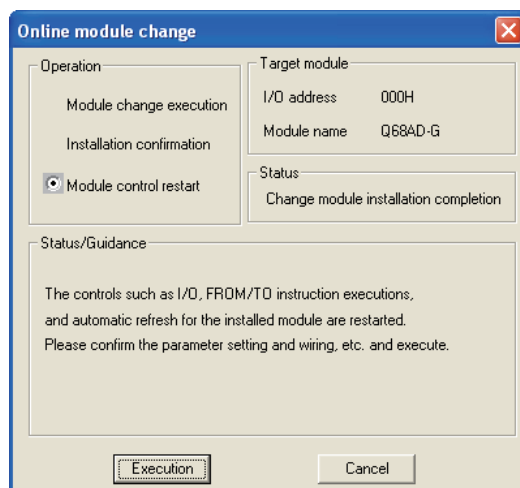 Online module change
Operation
Module change execution
Installation confirmation
Module control restart
Target module
I/O address 000H
Module name Q68AD-G
Status
Change module installation completion
Status/Guidance
The controls such as I/O, FROM/TO instruction executions,
and automatic refresh for the installed module are restarted.
Please confirm the parameter setting and wiring, etc. and execute.
Execution Cancel